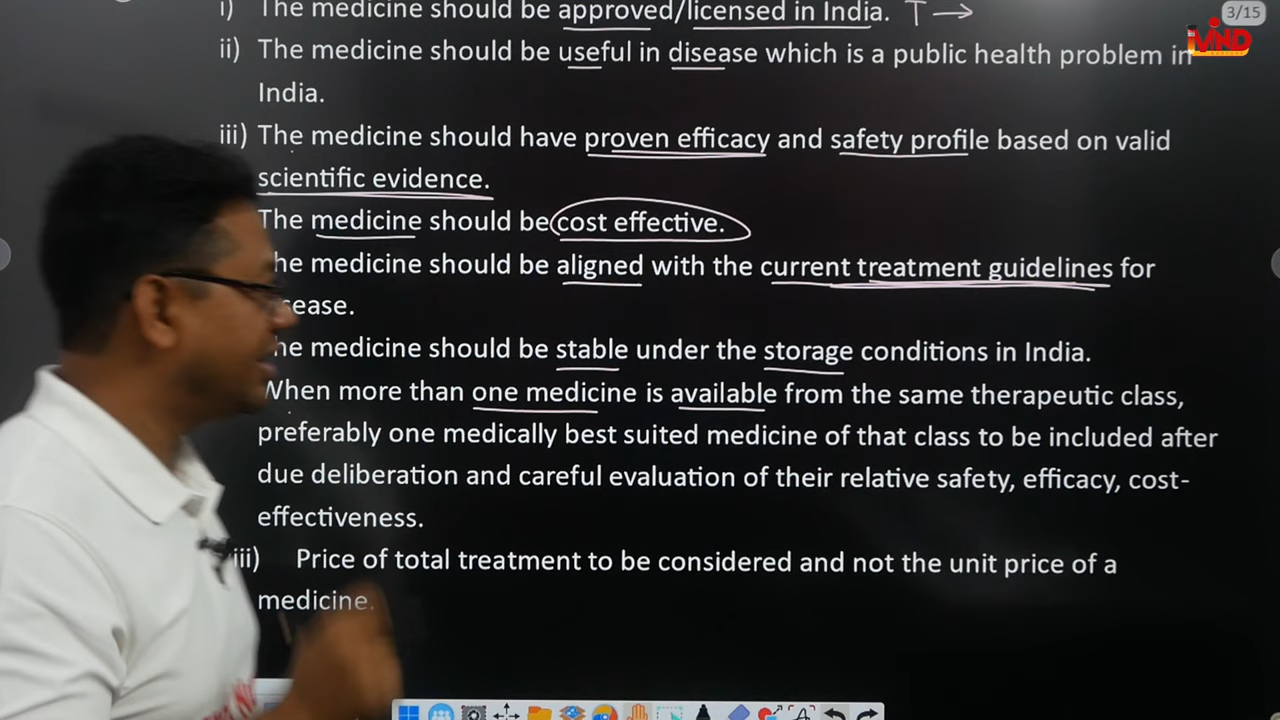 i) The medicine should be approved/licensed in India. T →
3/15
MIND
ii) The medicine should be useful in disease which is a public health problem in
India.
iii) The medicine should have proven efficacy and safety profile based on valid
scientific evidence.
The medicine should be cost effective.
he medicine should be aligned with the current treatment guidelines for
ease.
he medicine should be stable under the storage conditions in India.
When more than one medicine is available from the same therapeutic class,
preferably one medically best suited medicine of that class to be included after
due deliberation and careful evaluation of their relative safety, efficacy, cost-
effectiveness.
iii) Price of total treatment to be considered and not the unit price of a
medicine.